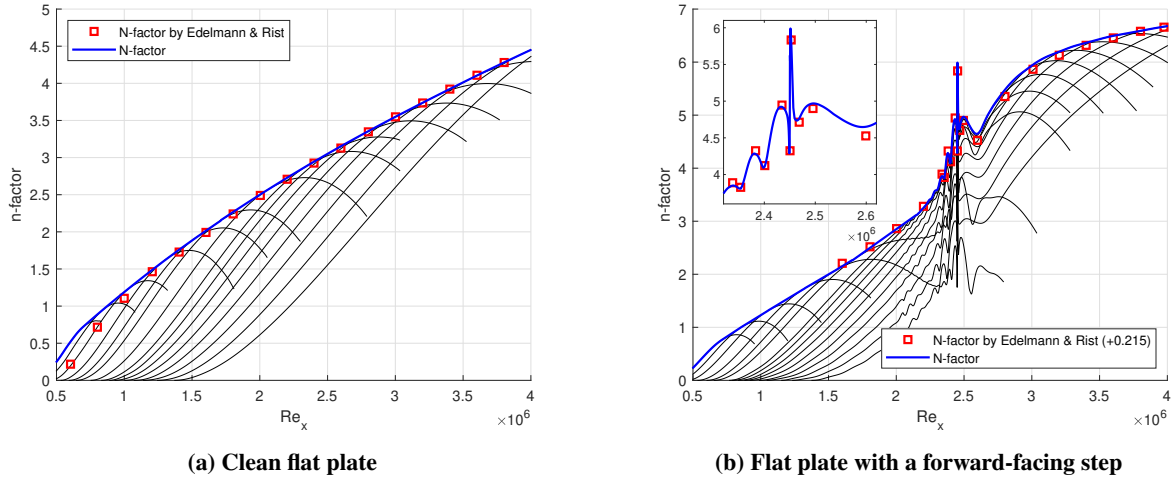 5
4.5
4
3.5
3
2.5
2
1.5
1
0.5
0
n-factor
N-factor by Edelmann & Rist
N-factor
0.5 1 1.5 2 2.5 3 3.5 4
Re_x ×10^6
(a) Clean flat plate
7
6
5
4
3
2
1
0
n-factor
6
5.5
5
4.5
4
2.4 2.5 2.6
×10^6
N-factor by Edelmann & Rist (+0.215)
N-factor
0.5 1 1.5 2 2.5 3 3.5 4
Re_x ×10^6
(b) Flat plate with a forward-facing step